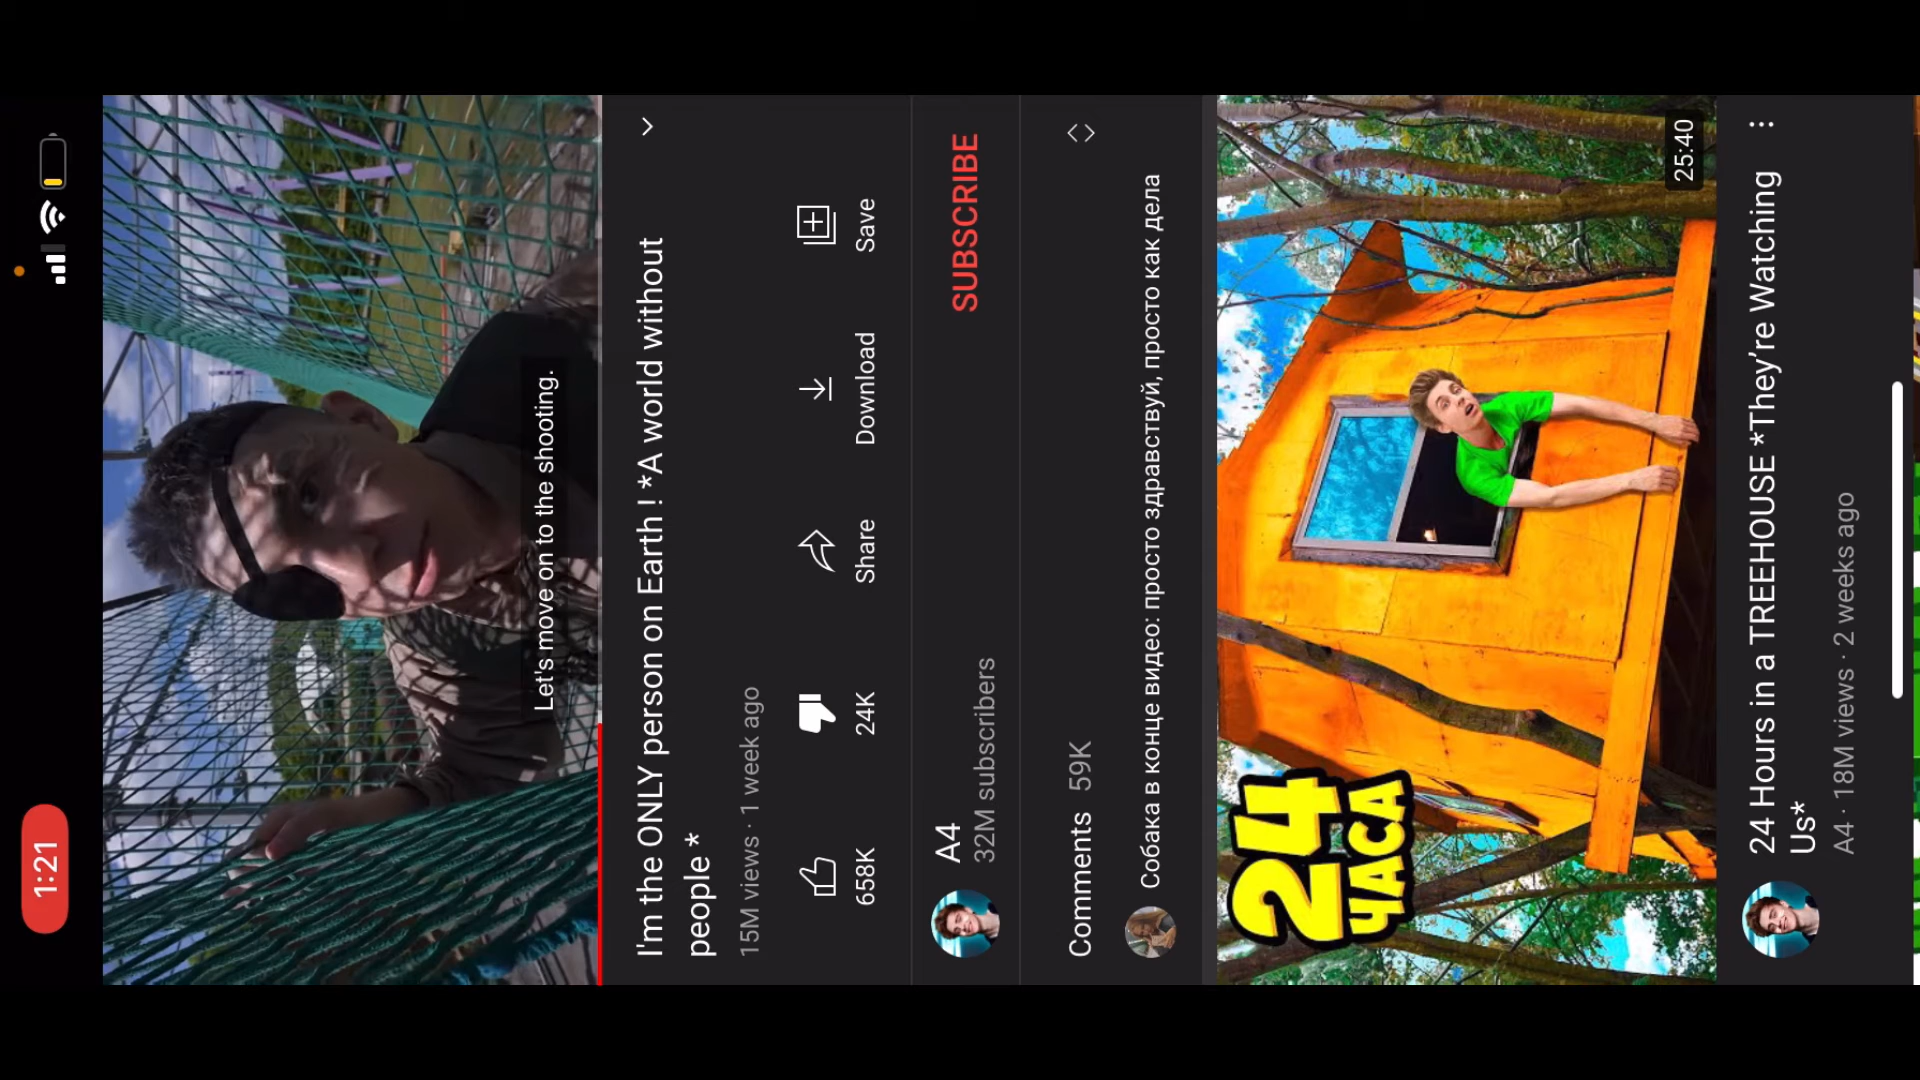 1:21
Let's move on to the shooting.
I'm the ONLY person on Earth ! *A world without
people *
15M views · 1 week ago
658K
24K
Share
Download
Save
A4
32M subscribers
SUBSCRIBE
Comments 59K
Собака в конце видео: просто здравствуй, просто как дела
24
ЧАСА
25:40
24 Hours in a TREEHOUSE *They're Watching
Us*
A4 · 18M views · 2 weeks ago